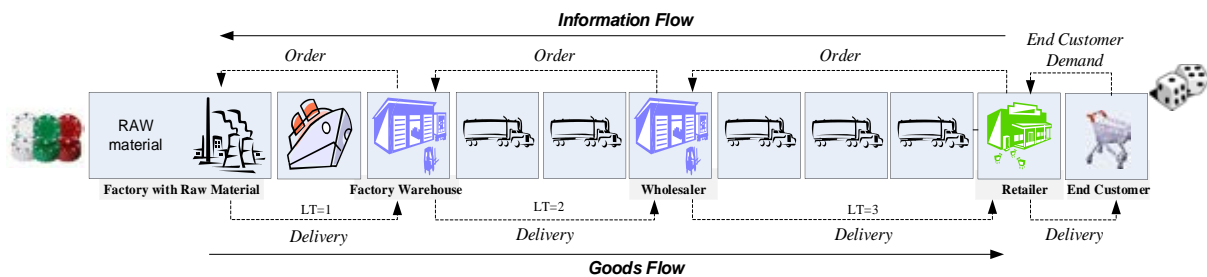 Information Flow
Order
Order
Order
End Customer
Demand
RAW
material
Factory with Raw Material
Factory Warehouse
Wholesaler
Retailer
End Customer
LT=1
LT=2
LT=3
Delivery
Delivery
Delivery
Delivery
Goods Flow